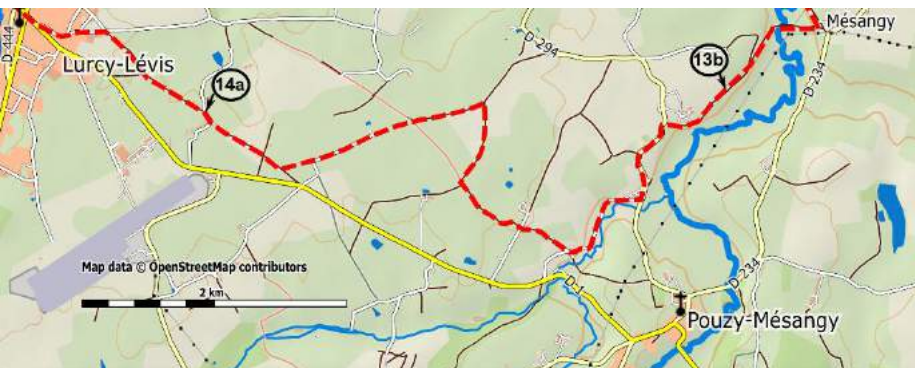 Mésangy
D-444
D-294
Lurcy-Lévis
13b
D-234
14a
Map data © OpenStreetMap contributors
2 km
D-234
D-1
Pouzy-Mésangy